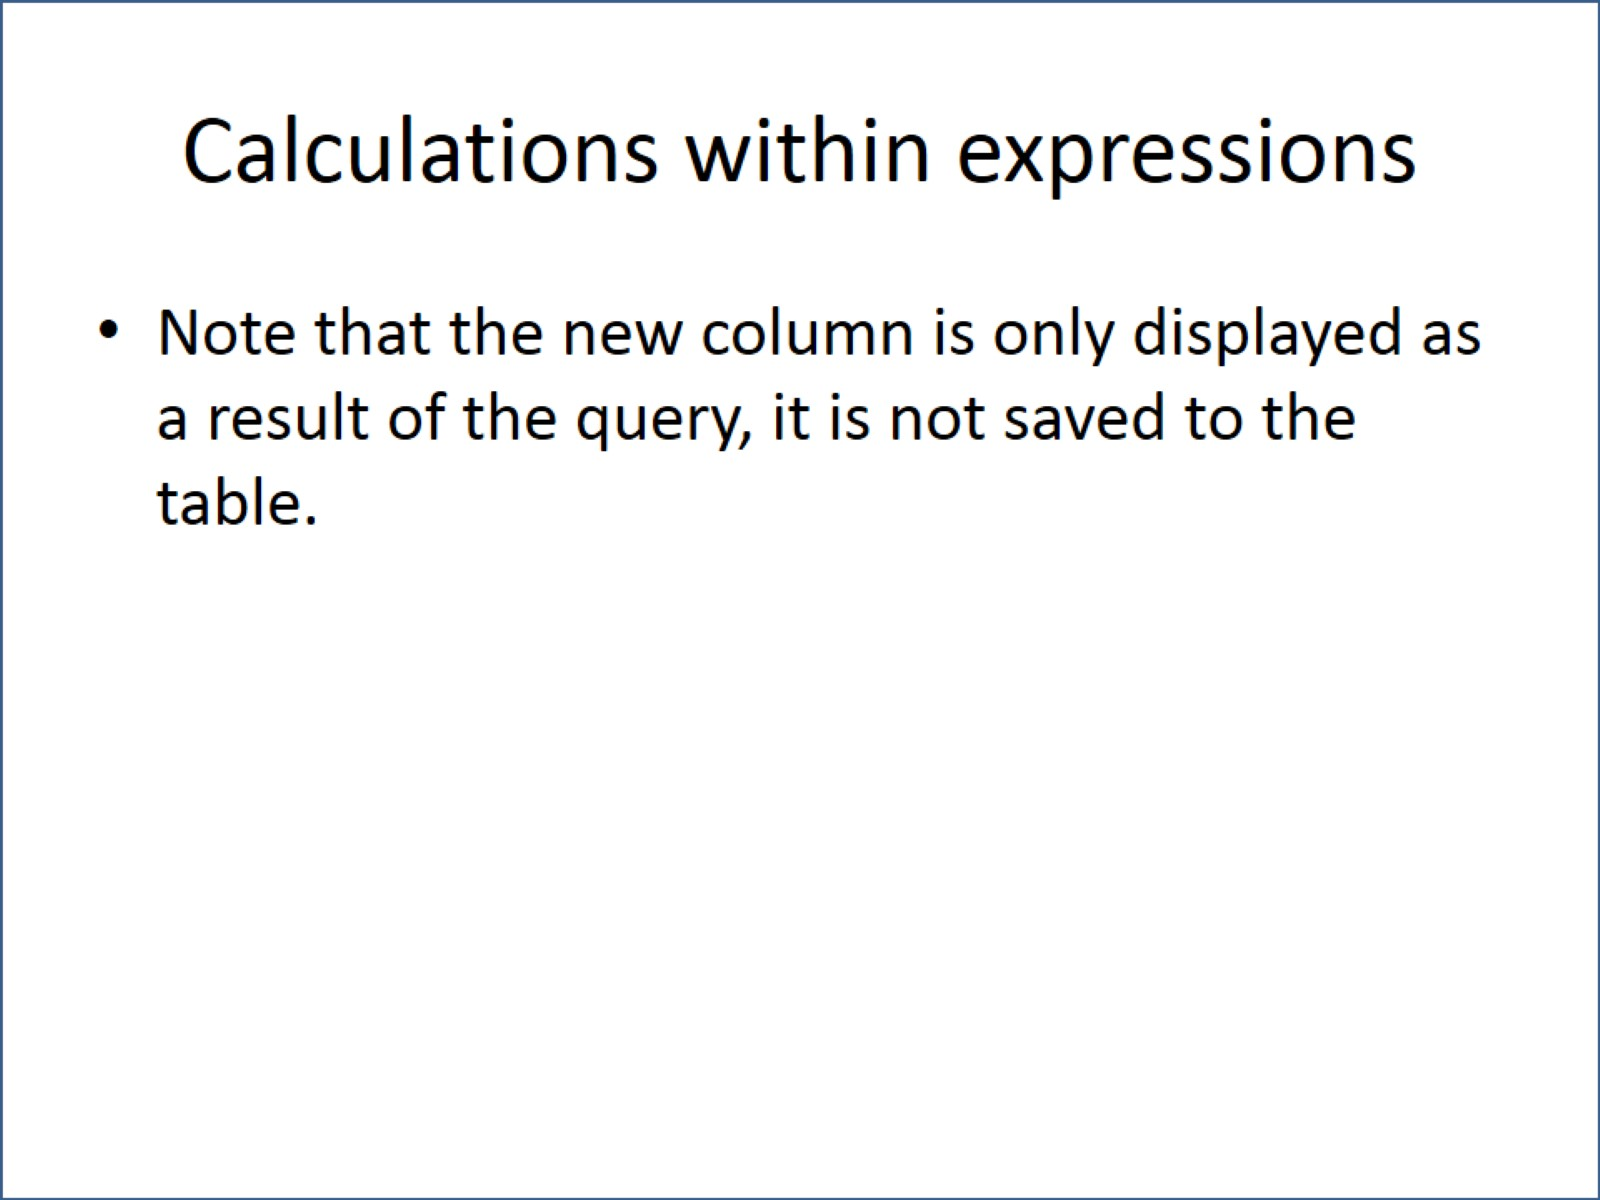 Calculations within expressions
• Note that the new column is only displayed as
a result of the query, it is not saved to the
table.